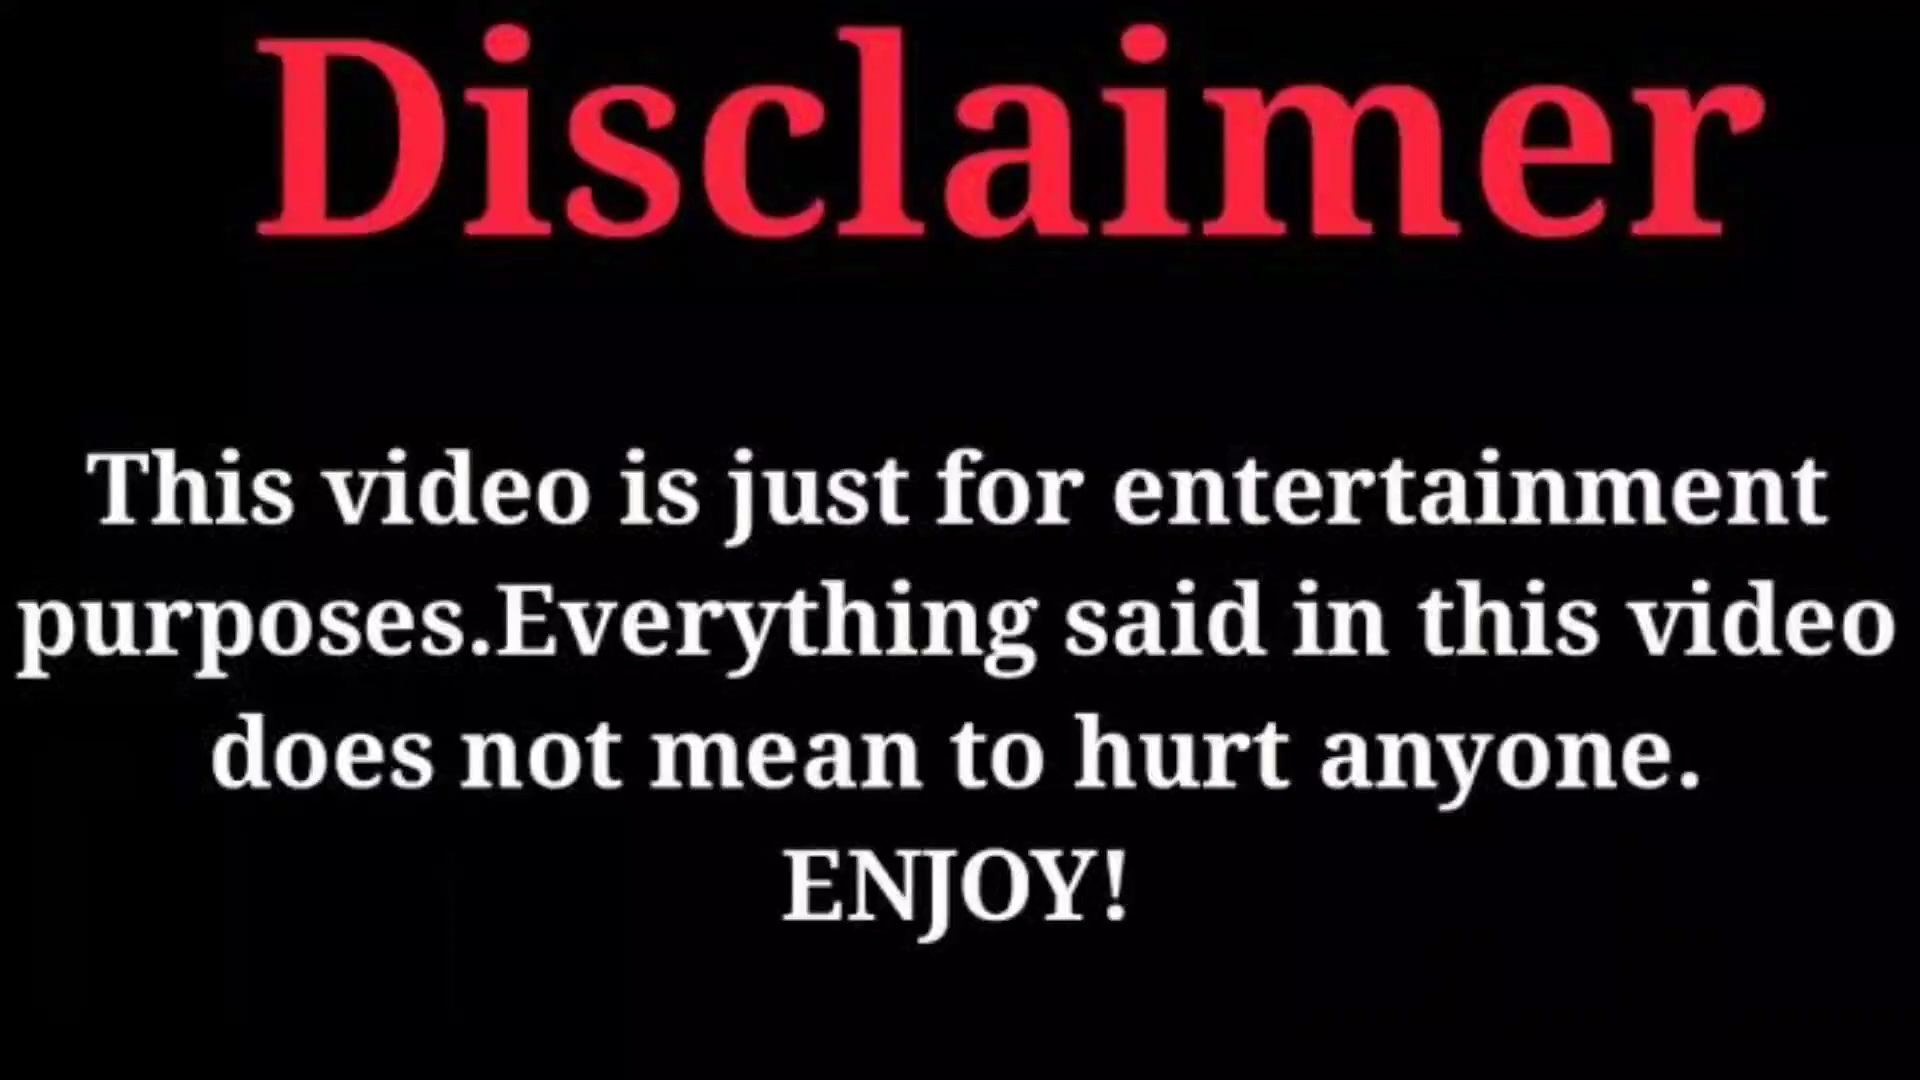 Disclaimer
This video is just for entertainment
purposes.Everything said in this video
does not mean to hurt anyone.
ENJOY!